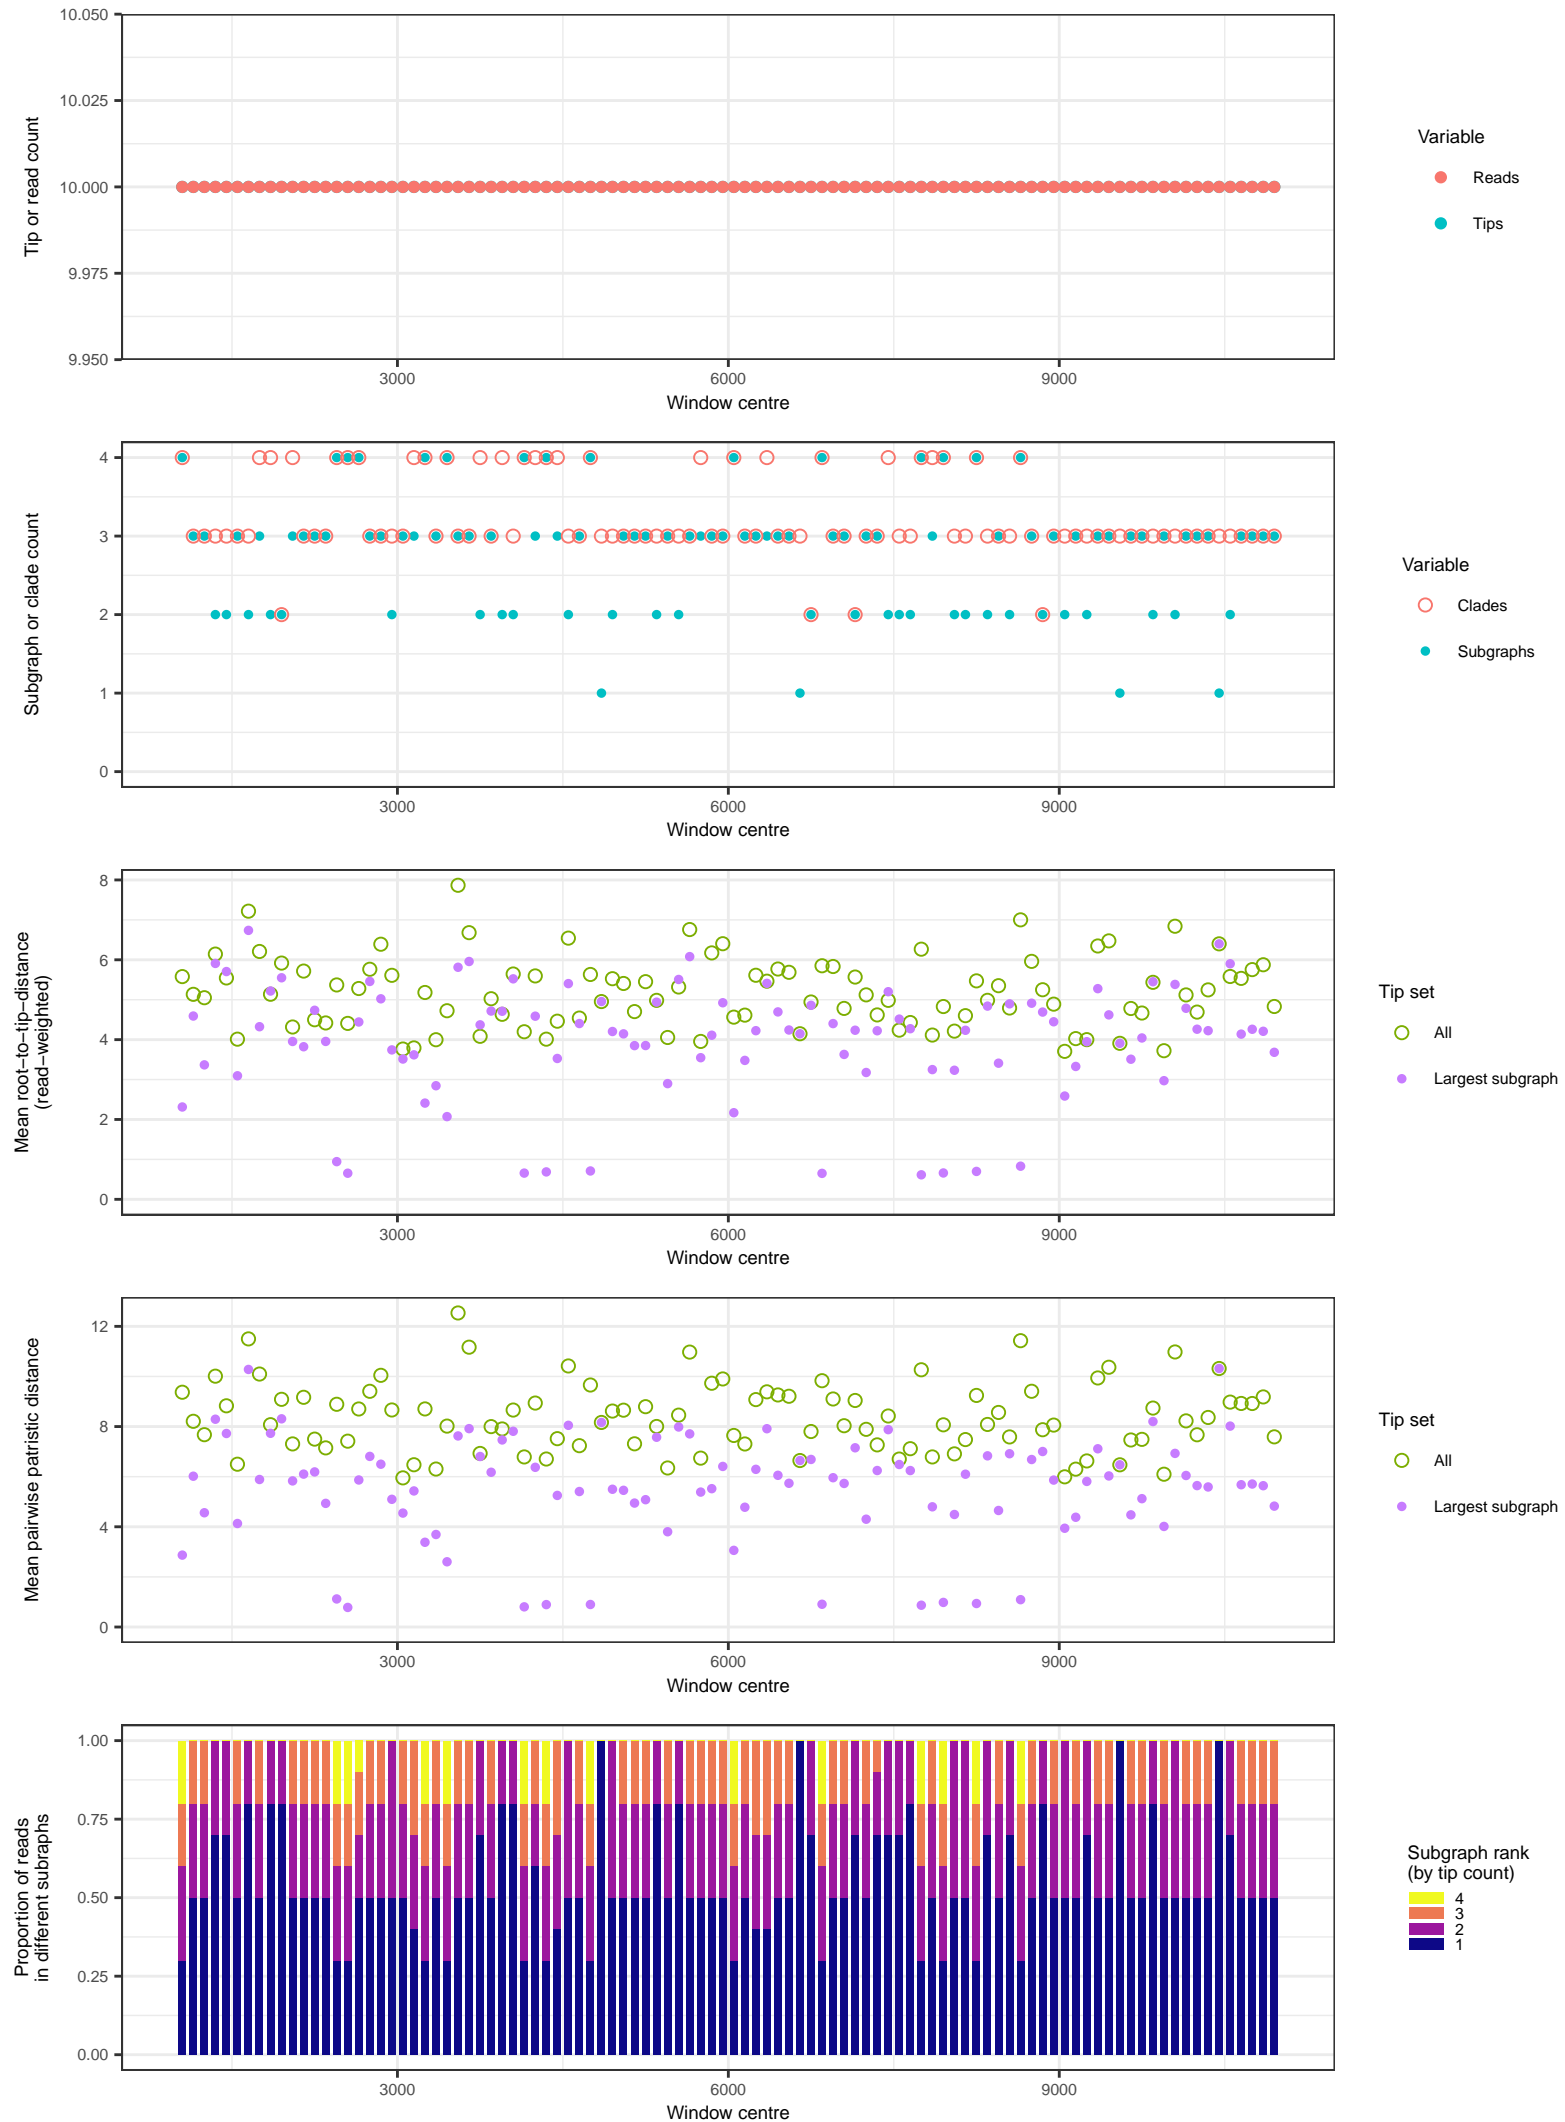 10.050
10.025
10.000
9.975
9.950
Tip or read count
3000
6000
9000
Window centre
Variable
Reads
Tips
4
3
2
1
0
Subgraph or clade count
3000
6000
9000
Window centre
Variable
Clades
Subgraphs
8
6
4
2
0
Mean root−to−tip−distance
(read−weighted)
3000
6000
9000
Window centre
Tip set
All
Largest subgraph
12
8
4
0
Mean pairwise patristic distance
3000
6000
9000
Window centre
Tip set
All
Largest subgraph
1.00
0.75
0.50
0.25
0.00
Proportion of reads
in different subraphs
3000
6000
9000
Window centre
Subgraph rank
(by tip count)
4
3
2
1